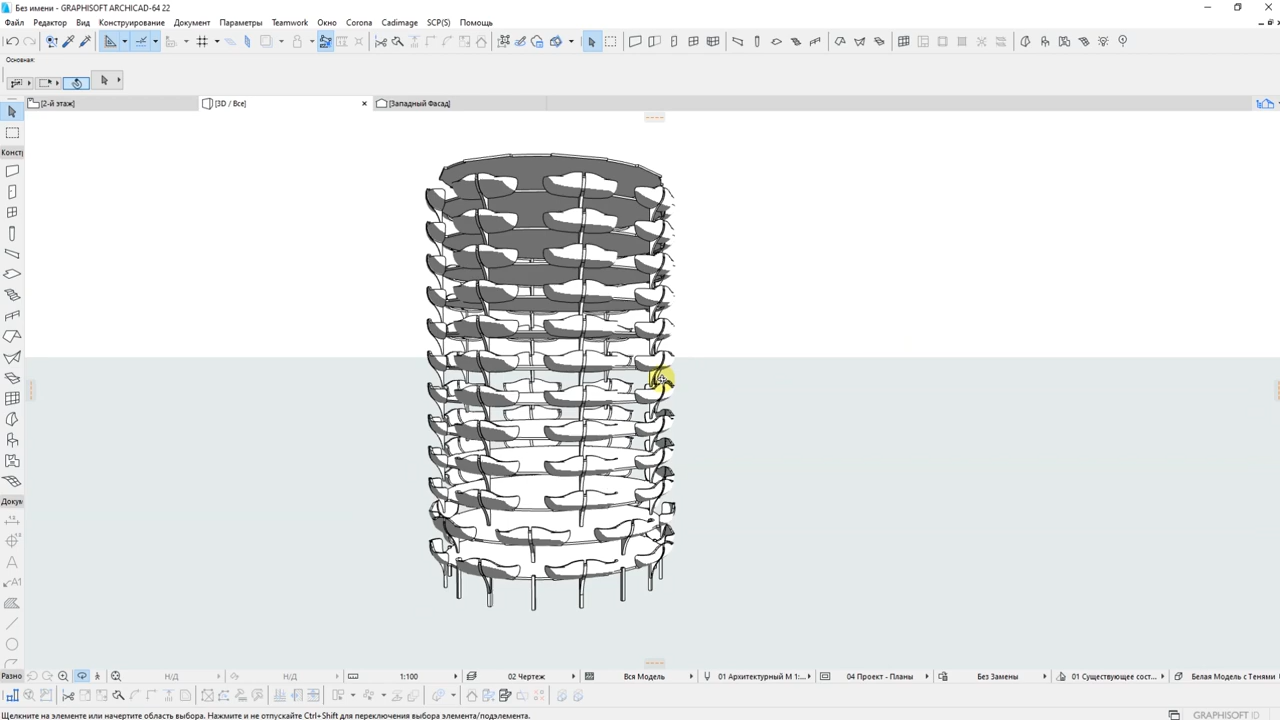 Без имени - GRAPHISOFT ARCHICAD-64 22
Файл Редактор Вид Конструирование Документ Параметры Teamwork Окно Corona Cadimage SCP(S) Помощь
Основная:
[2-й этаж] [3D / Все] [Западный Фасад]
Конст
Докум
A
A1
Разно Н/Д Н/Д 1:100 02 Чертеж Вся Модель 01 Архитектурный М 1:... 04 Проект - Планы Без Замены 01 Существующее сост... Белая Модель с Тенями
Щелкните на элементе или начертите область выбора. Нажмите и не отпускайте Ctrl+Shift для переключения выбора элемента/подэлемента.
GRAPHISOFT ID